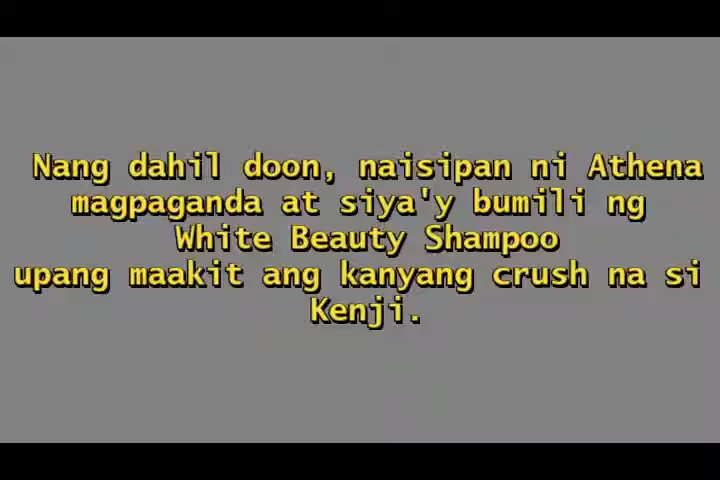 Nang dahil doon, naisipan ni Athena
magpaganda at siya'y bumili ng
White Beauty Shampoo
upang maakit ang kanyang crush na si
Kenji.